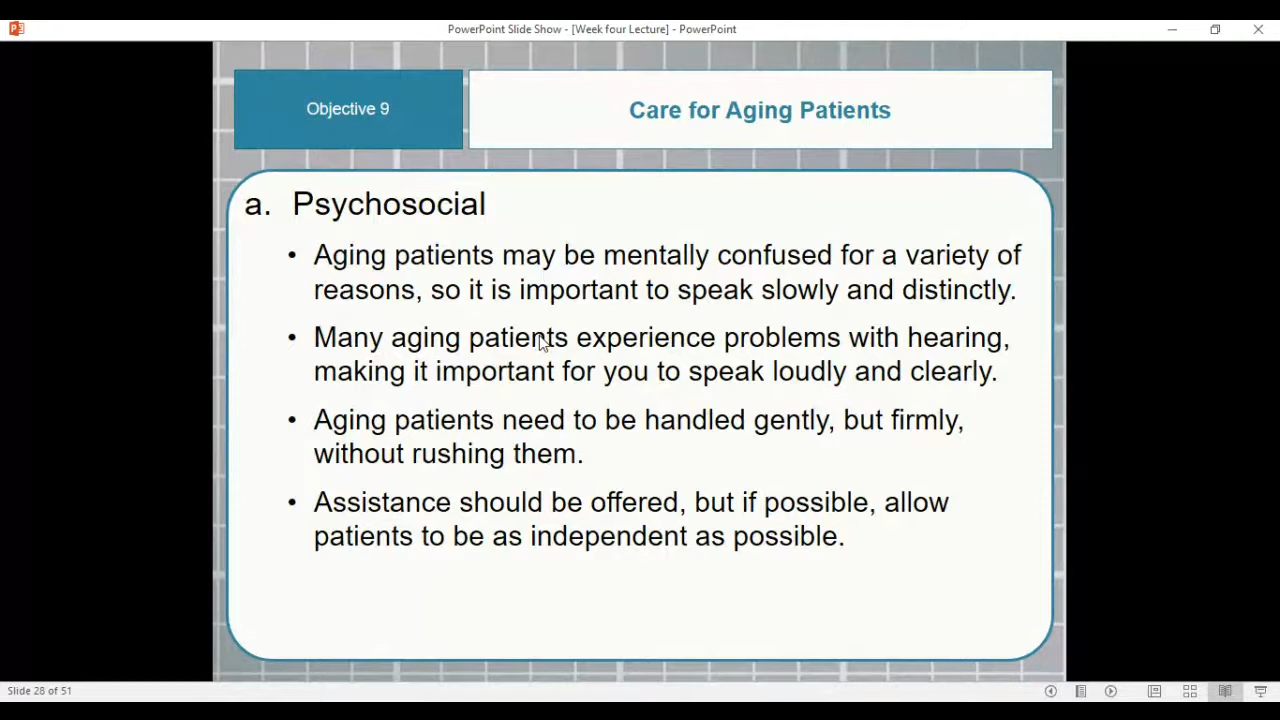 PowerPoint Slide Show - [Week four Lecture] - PowerPoint
Objective 9
Care for Aging Patients
a. Psychosocial
• Aging patients may be mentally confused for a variety of
reasons, so it is important to speak slowly and distinctly.
• Many aging patients experience problems with hearing,
making it important for you to speak loudly and clearly.
• Aging patients need to be handled gently, but firmly,
without rushing them.
• Assistance should be offered, but if possible, allow
patients to be as independent as possible.
Slide 28 of 51